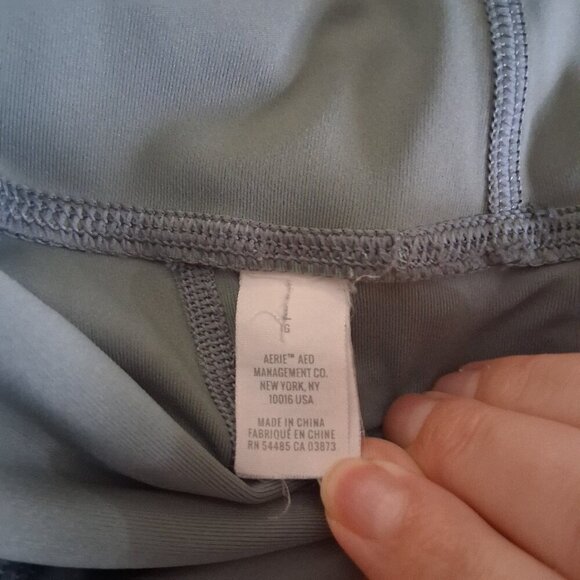 L
G
AERIE™ AEO
MANAGEMENT CO.
NEW YORK, NY
10016 USA
MADE IN CHINA
FABRIQUÉ EN CHINE
RN 54485 CA 03873